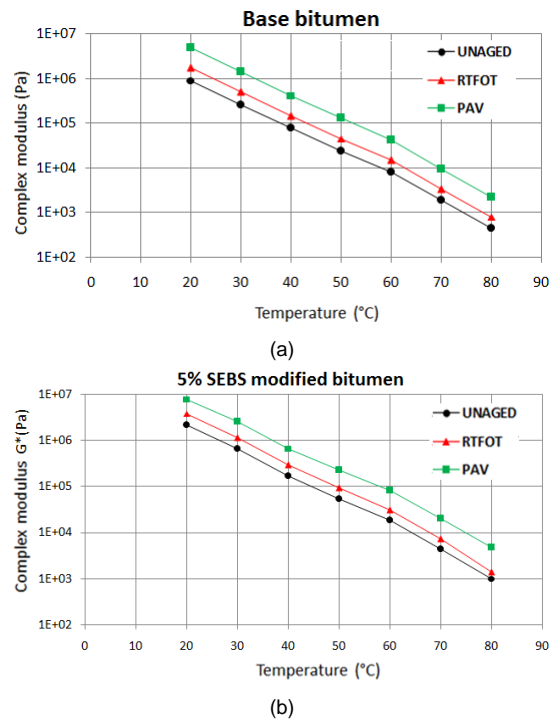 Base bitumen
Complex modulus (Pa)
1E+07
1E+06
1E+05
1E+04
1E+03
1E+02
UNAGED
RTFOT
PAV
0 10 20 30 40 50 60 70 80 90
Temperature (°C)
(a)
5% SEBS modified bitumen
Complex modulus G*(Pa)
1E+07
1E+06
1E+05
1E+04
1E+03
1E+02
UNAGED
RTFOT
PAV
0 10 20 30 40 50 60 70 80 90
Temperature (°C)
(b)